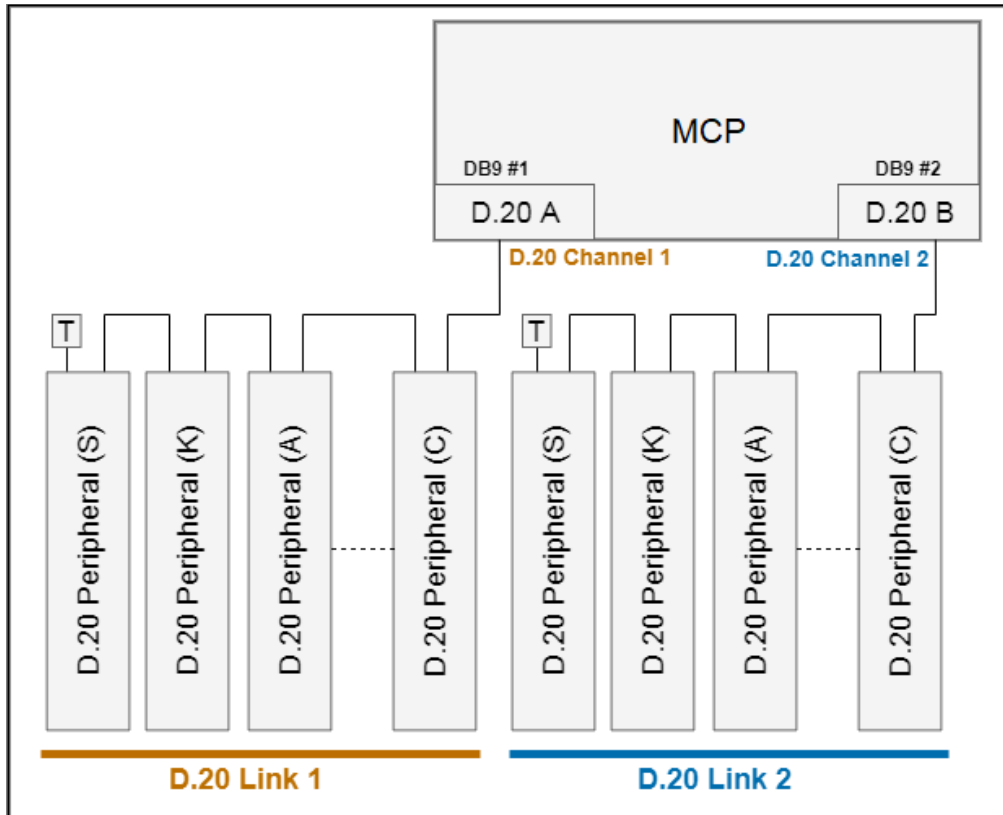 MCP
DB9 #1
DB9 #2
D.20 A
D.20 B
D.20 Channel 1
D.20 Channel 2
T
T
D.20 Peripheral (S)
D.20 Peripheral (K)
D.20 Peripheral (A)
D.20 Peripheral (C)
D.20 Peripheral (S)
D.20 Peripheral (K)
D.20 Peripheral (A)
D.20 Peripheral (C)
D.20 Link 1
D.20 Link 2